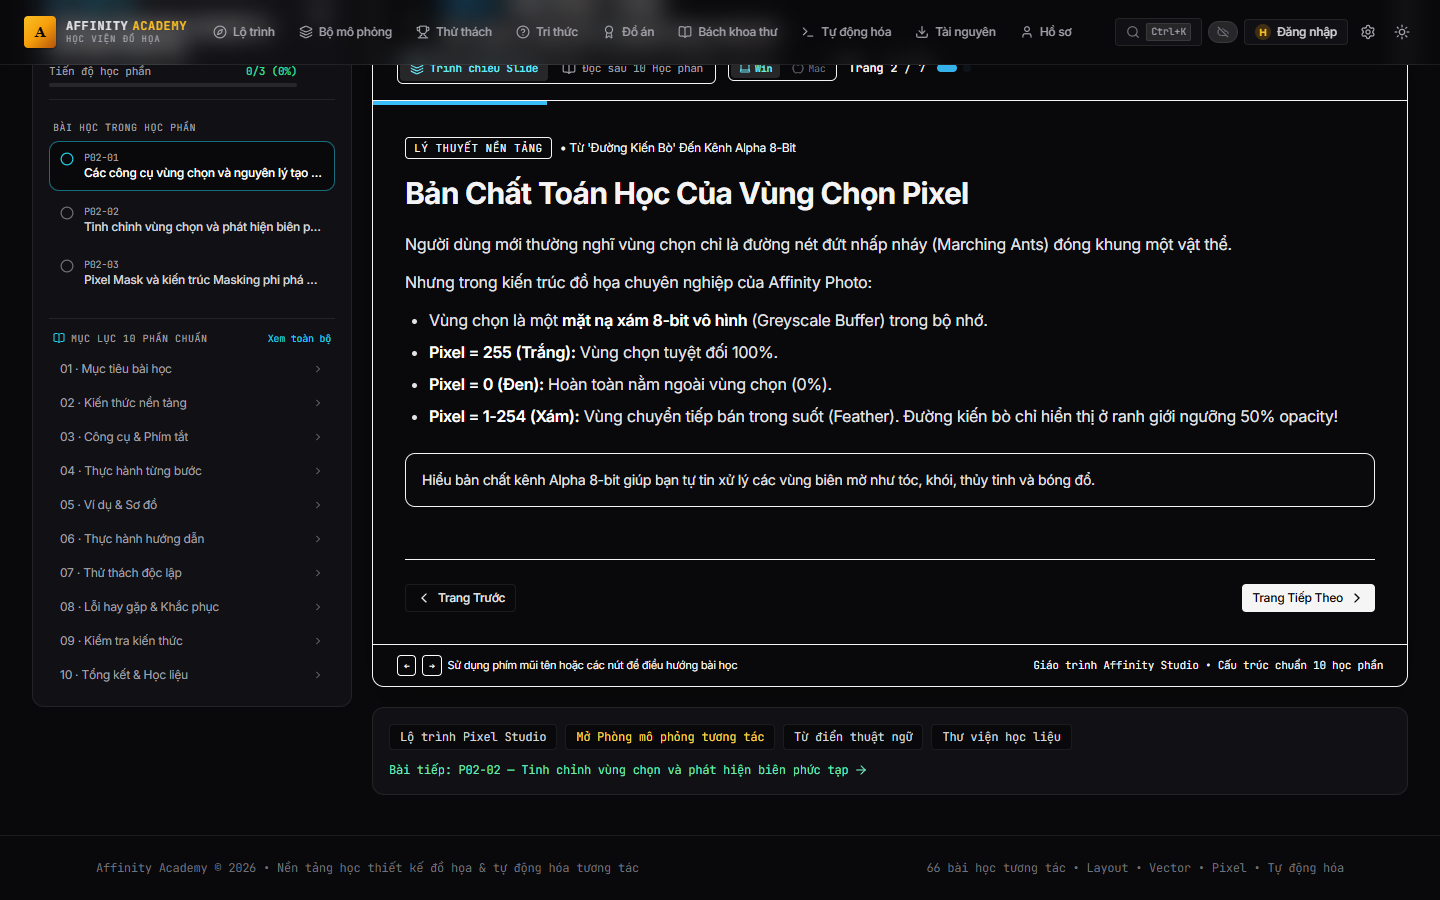 A
AFFINITY ACADEMY
HỌC VIỆN ĐỒ HỌA
Lộ trình
Bộ mô phỏng
Thử thách
Tri thức
Đồ án
Bách khoa thư
Tự động hóa
Tài nguyên
Hồ sơ
Ctrl+K
H Đăng nhập
Tiến độ học phần
0/3 (0%)
BÀI HỌC TRONG HỌC PHẦN
P02-01
Các công cụ vùng chọn và nguyên lý tạo ...
P02-02
Tinh chỉnh vùng chọn và phát hiện biên p...
P02-03
Pixel Mask và kiến trúc Masking phi phá ...
MỤC LỤC 10 PHẦN CHUẨN
Xem toàn bộ
01 · Mục tiêu bài học
02 · Kiến thức nền tảng
03 · Công cụ & Phím tắt
04 · Thực hành từng bước
05 · Ví dụ & Sơ đồ
06 · Thực hành hướng dẫn
07 · Thử thách độc lập
08 · Lỗi hay gặp & Khắc phục
09 · Kiểm tra kiến thức
10 · Tổng kết & Học liệu
Trình chiếu Slide
Đọc sâu 10 Học phần
Win
Mac
Trang 2 / 7
LÝ THUYẾT NỀN TẢNG
• Từ 'Đường Kiến Bò' Đến Kênh Alpha 8-Bit
Bản Chất Toán Học Của Vùng Chọn Pixel
Người dùng mới thường nghĩ vùng chọn chỉ là đường nét đứt nhấp nháy (Marching Ants) đóng khung một vật thể.
Nhưng trong kiến trúc đồ họa chuyên nghiệp của Affinity Photo:
• Vùng chọn là một mặt nạ xám 8-bit vô hình (Greyscale Buffer) trong bộ nhớ.
• Pixel = 255 (Trắng): Vùng chọn tuyệt đối 100%.
• Pixel = 0 (Đen): Hoàn toàn nằm ngoài vùng chọn (0%).
• Pixel = 1-254 (Xám): Vùng chuyển tiếp bán trong suốt (Feather). Đường kiến bò chỉ hiển thị ở ranh giới ngưỡng 50% opacity!
Hiểu bản chất kênh Alpha 8-bit giúp bạn tự tin xử lý các vùng biên mờ như tóc, khói, thủy tinh và bóng đổ.
Trang Trước
Trang Tiếp Theo
← → Sử dụng phím mũi tên hoặc các nút để điều hướng bài học
Giáo trình Affinity Studio • Cấu trúc chuẩn 10 học phần
Lộ trình Pixel Studio
Mở Phòng mô phỏng tương tác
Từ điển thuật ngữ
Thư viện học liệu
Bài tiếp: P02-02 — Tinh chỉnh vùng chọn và phát hiện biên phức tạp →
Affinity Academy © 2026 • Nền tảng học thiết kế đồ họa & tự động hóa tương tác
66 bài học tương tác • Layout • Vector • Pixel • Tự động hóa